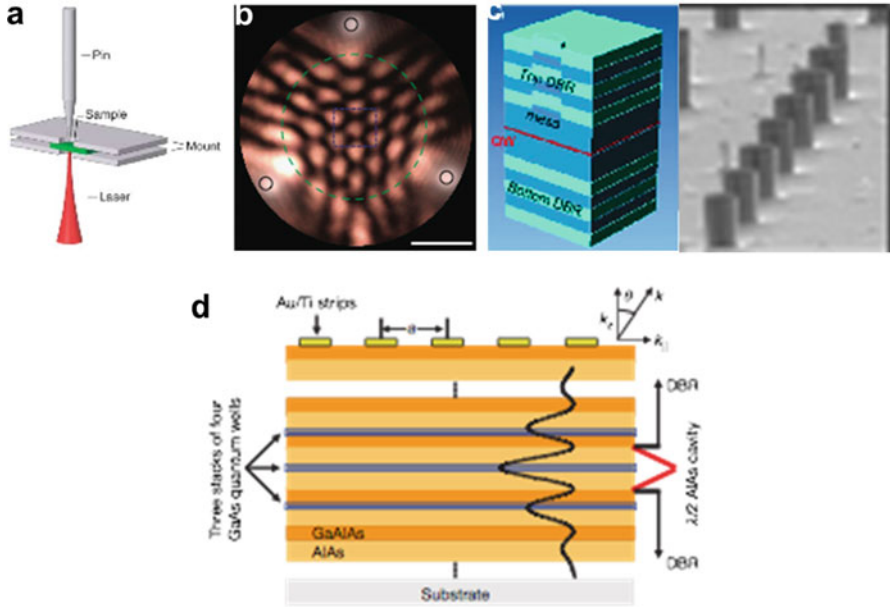 a
Pin
Sample
Mount
Laser
b
c
Top DBR
mesa
QW
Bottom DBR
d
Au/Ti strips
a
θ
k
kz
k||
Three stacks of four
GaAs quantum wells
DBR
λ/2 AlAs cavity
DBR
GaAlAs
AlAs
Substrate